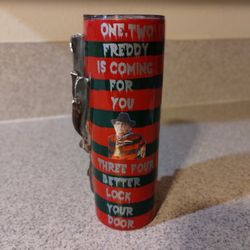 ONE, TWO
FREDDY
IS COMING
FOR
YOU
THREE FOUR
BETTER
LOCK
YOUR
DOOR